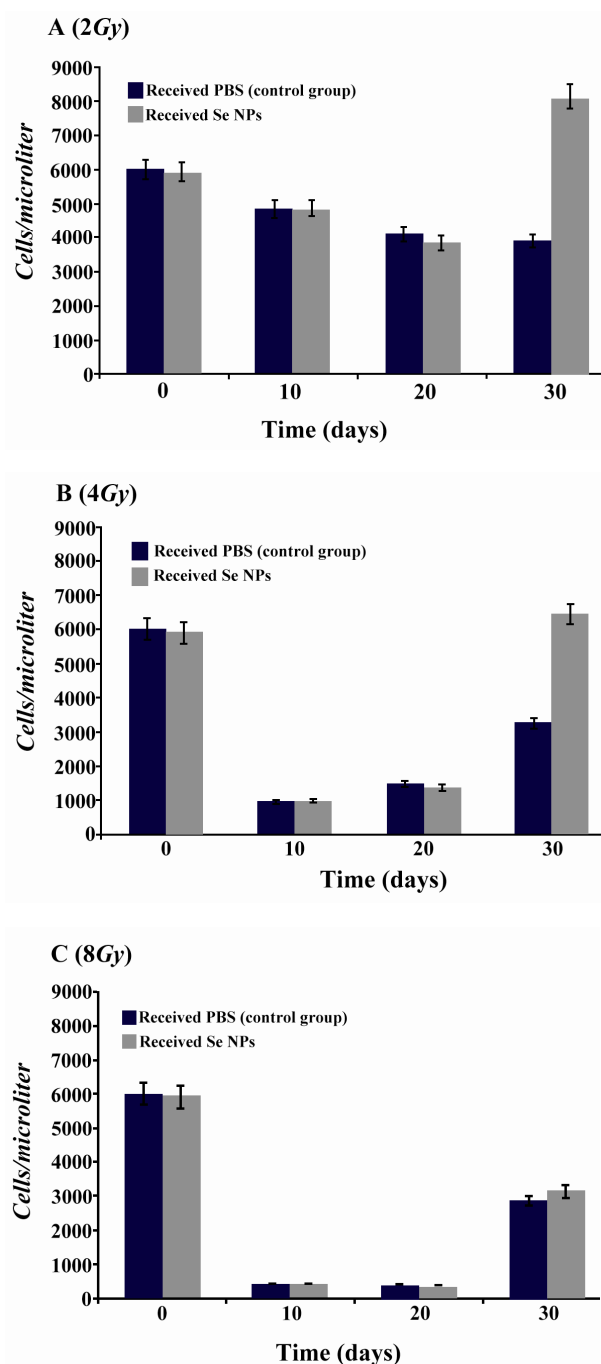 A (2Gy)
9000
8000
7000
6000
5000
4000
3000
2000
1000
0
Cells/microliter
Received PBS (control group)
Received Se NPs
0 10 20 30
Time (days)
B (4Gy)
9000
8000
7000
6000
5000
4000
3000
2000
1000
0
Cells/microliter
Received PBS (control group)
Received Se NPs
0 10 20 30
Time (days)
C (8Gy)
9000
8000
7000
6000
5000
4000
3000
2000
1000
0
Cells/microliter
Received PBS (control group)
Received Se NPs
0 10 20 30
Time (days)